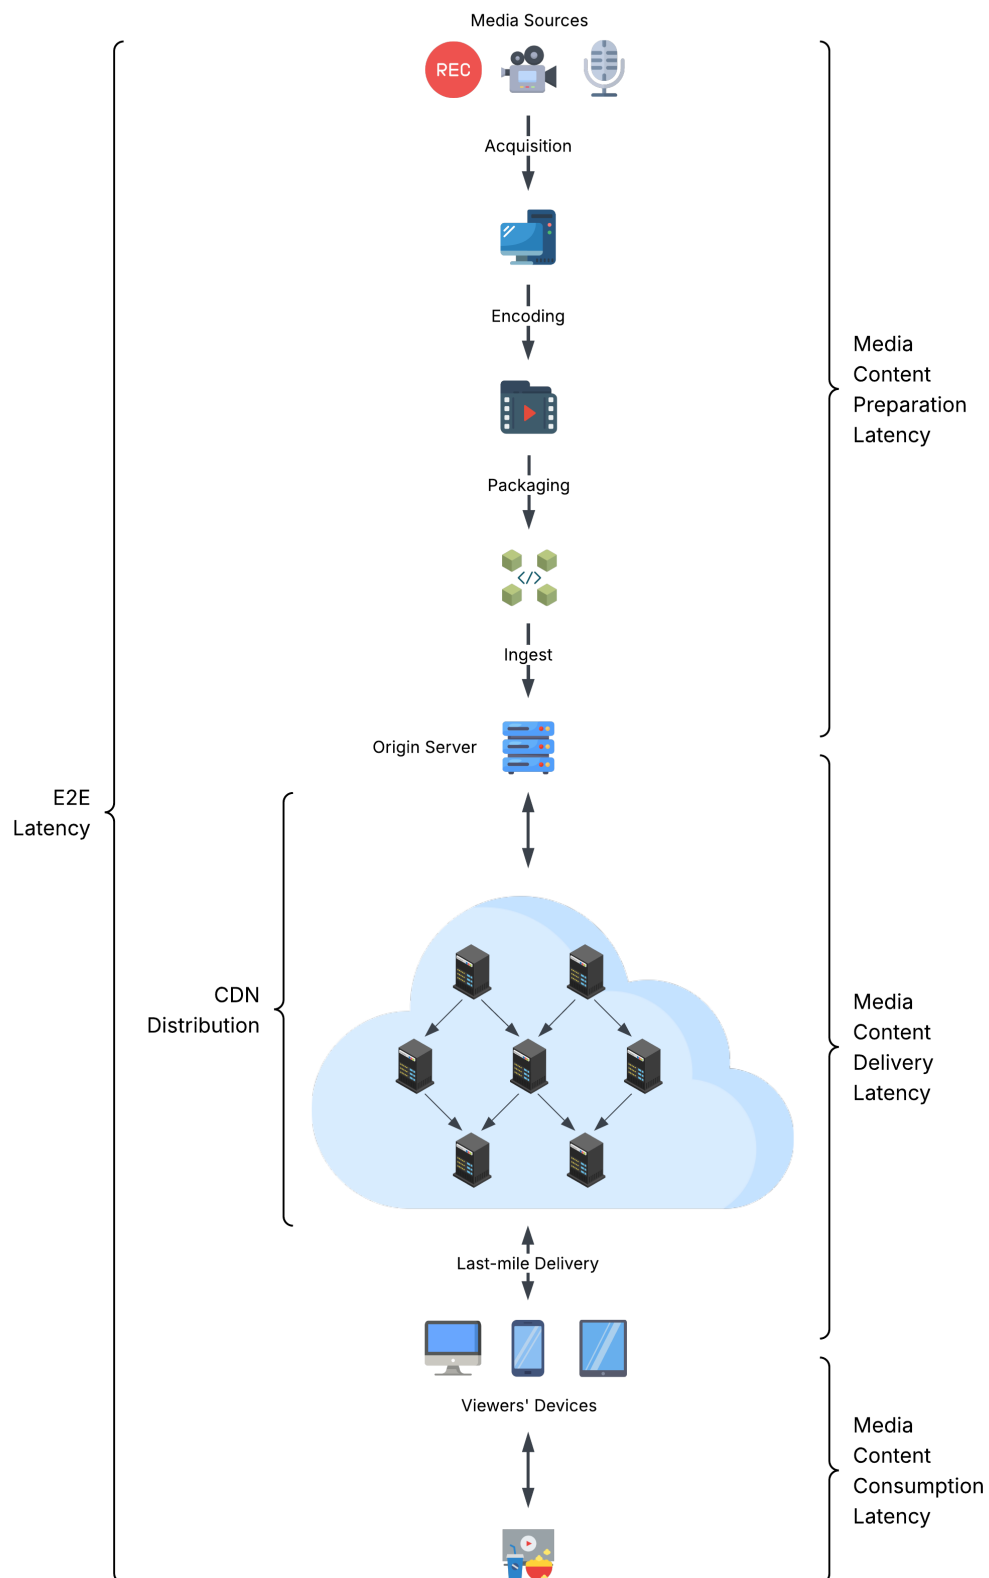 Media Sources
REC
Acquisition
Encoding
Media
Content
Preparation
Latency
Packaging
</>
Ingest
Origin Server
E2E
Latency
CDN
Distribution
Media
Content
Delivery
Latency
Last-mile Delivery
Viewers' Devices
Media
Content
Consumption
Latency